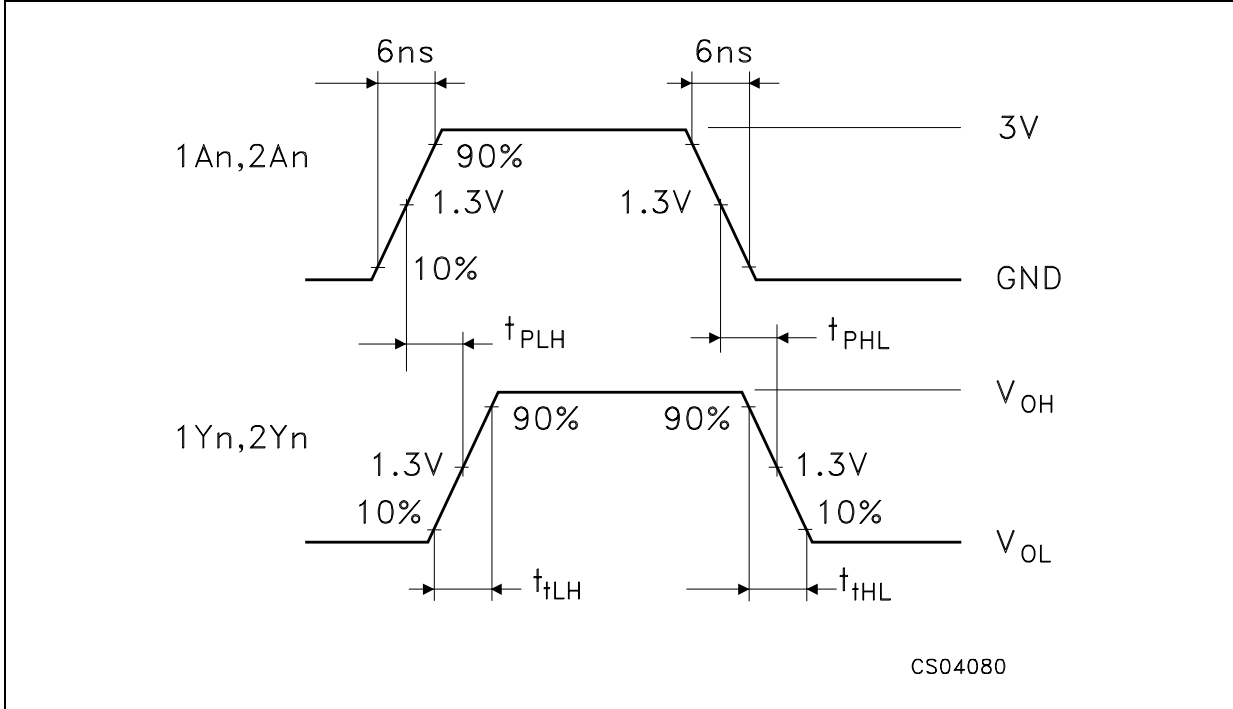 6ns 6ns
3V
1An,2An 90%
1.3V 1.3V
10% GND
tPLH tPHL
VOH
90% 90%
1Yn,2Yn
1.3V 1.3V
10% 10%
VOL
ttLH ttHL
CS04080